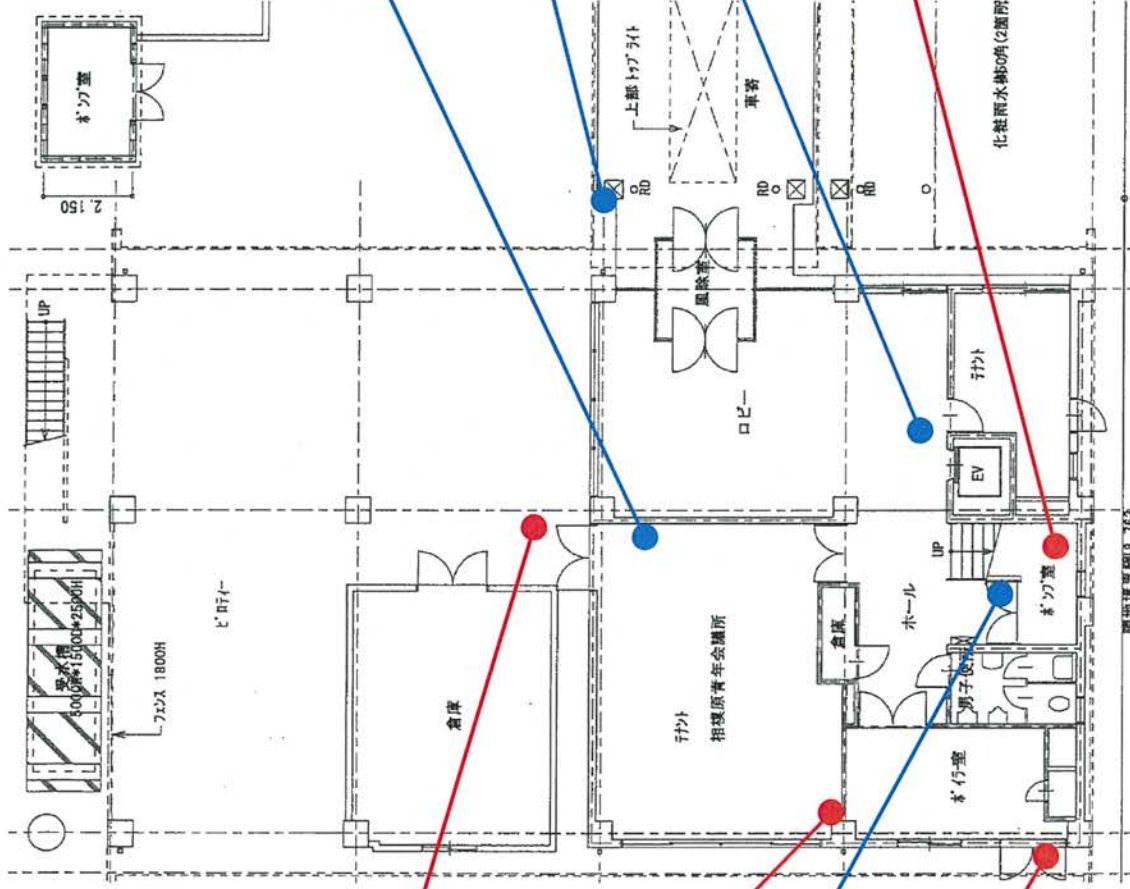 ポンプ室
2.150
UP
受水槽
5000W*1500D*2500H
フェンス 1800H
ピロティー
倉庫
上部トップライト
車寄
RD
RD
RD
化粧雨水桝50角(2箇所
風除室
ロビー
テナント
EV
UP
ポンプ室
ホール
倉庫
テナント
相模原青年会議所
男子便
ボイラー室